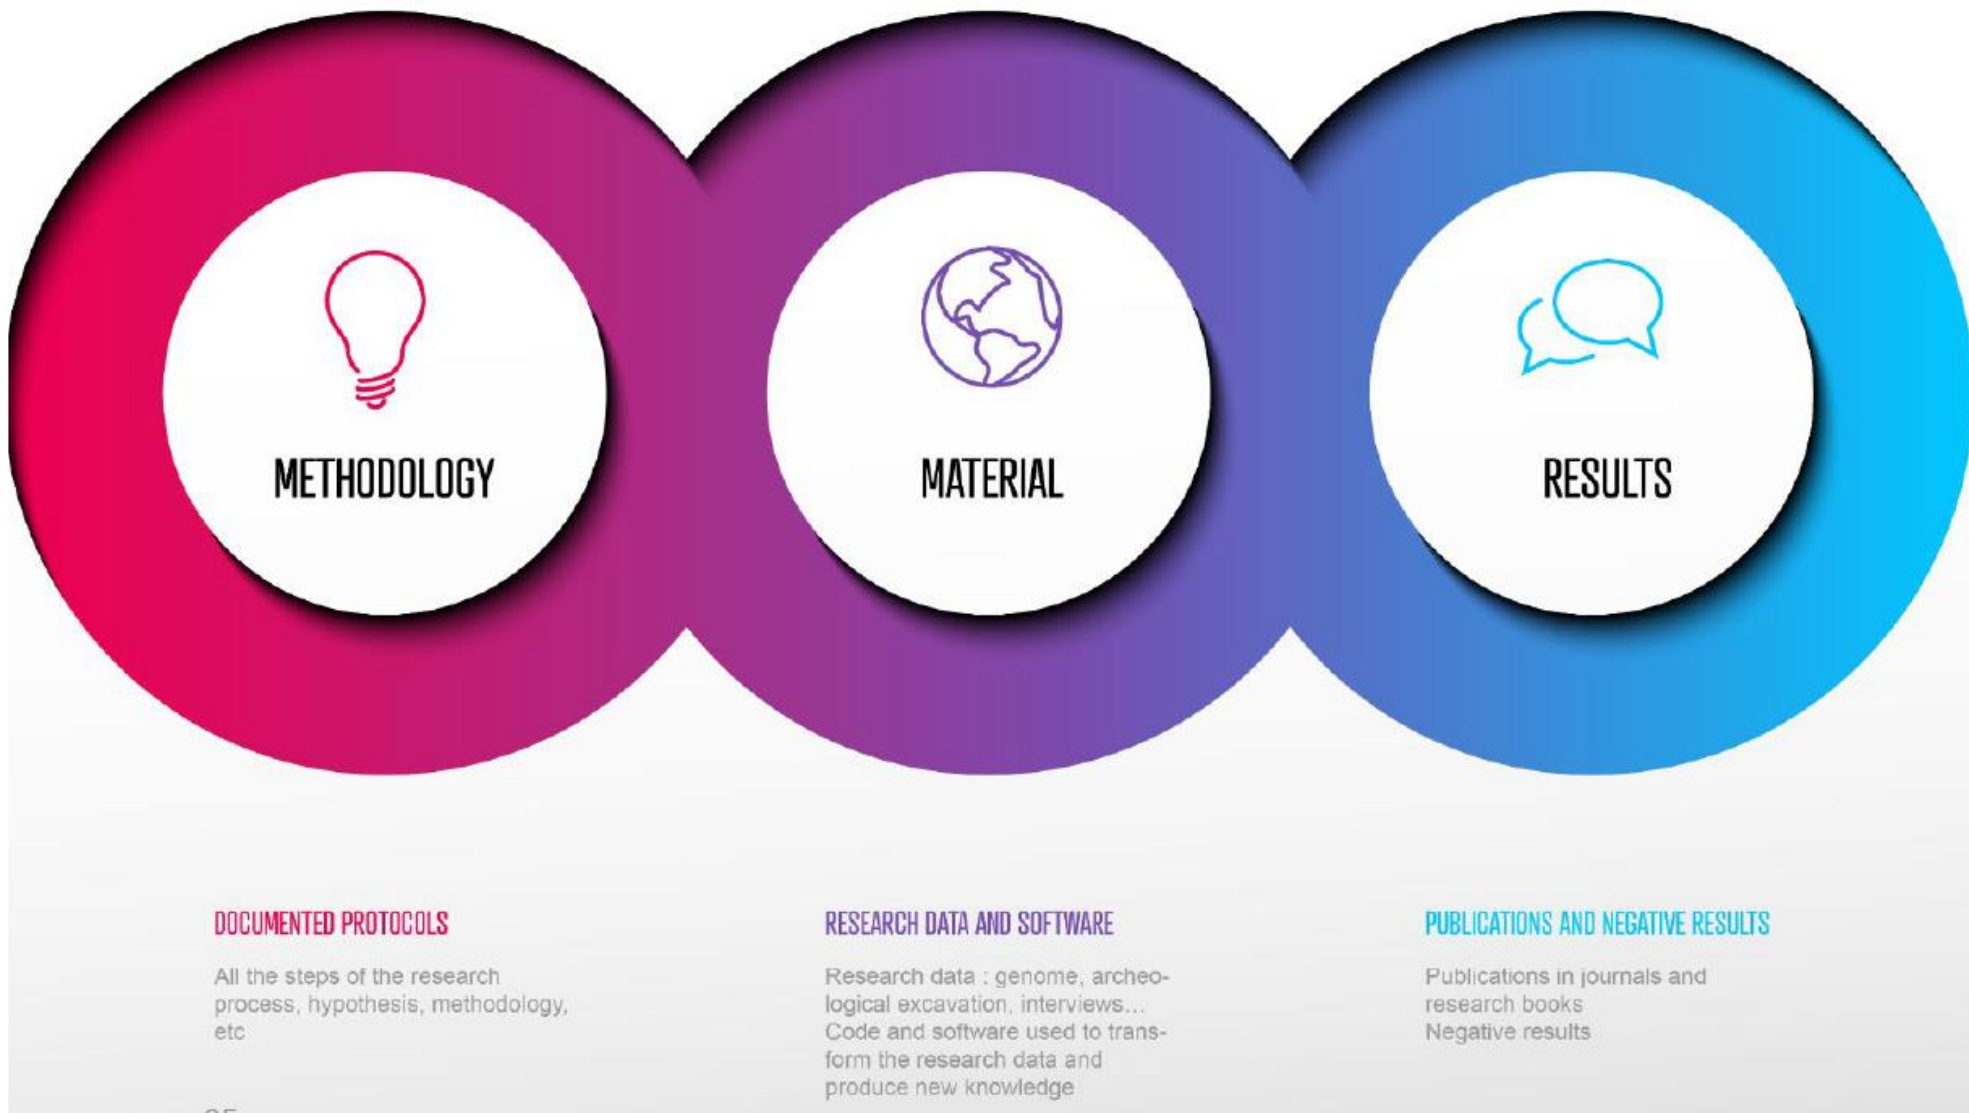 METHODOLOGY
MATERIAL
RESULTS
DOCUMENTED PROTOCOLS
All the steps of the research
process, hypothesis, methodology,
etc
RESEARCH DATA AND SOFTWARE
Research data : genome, archeo-
logical excavation, interviews...
Code and software used to trans-
form the research data and
produce new knowledge
PUBLICATIONS AND NEGATIVE RESULTS
Publications in journals and
research books
Negative results